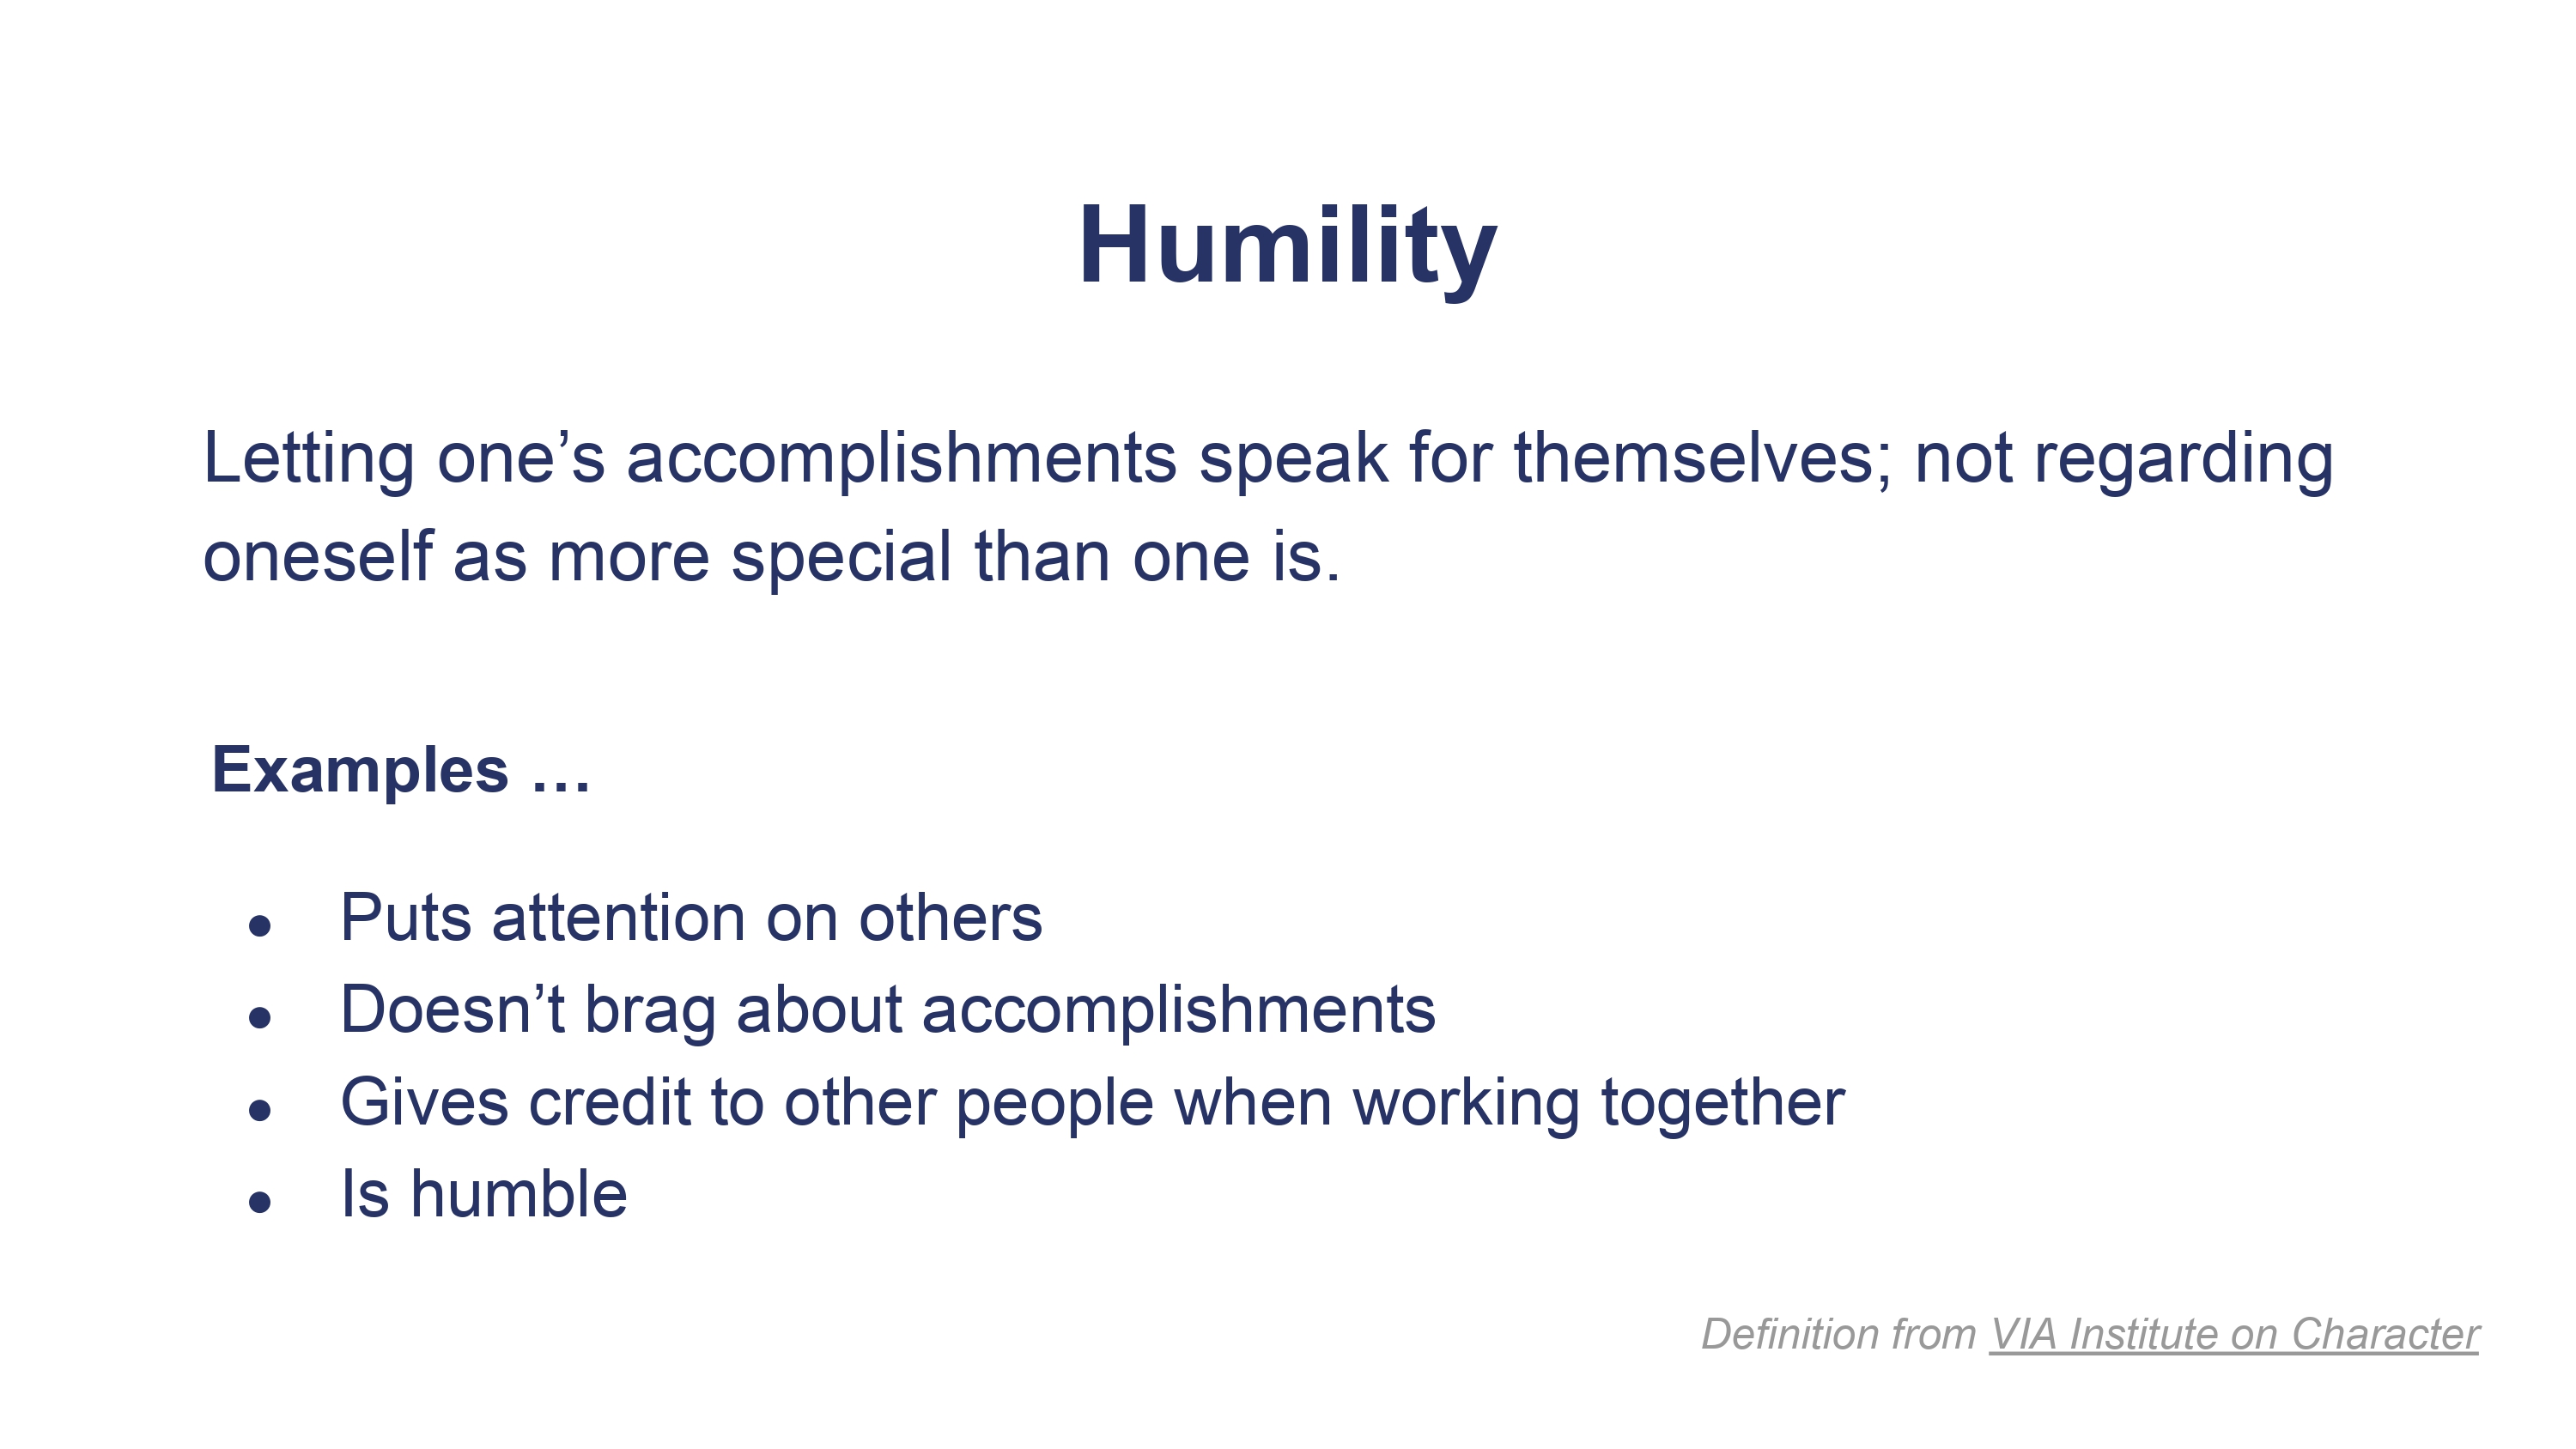 Humility
Letting one’s accomplishments speak for themselves; not regarding
oneself as more special than one is.
Examples …
● Puts attention on others
● Doesn’t brag about accomplishments
● Gives credit to other people when working together
● Is humble
Definition from VIA Institute on Character